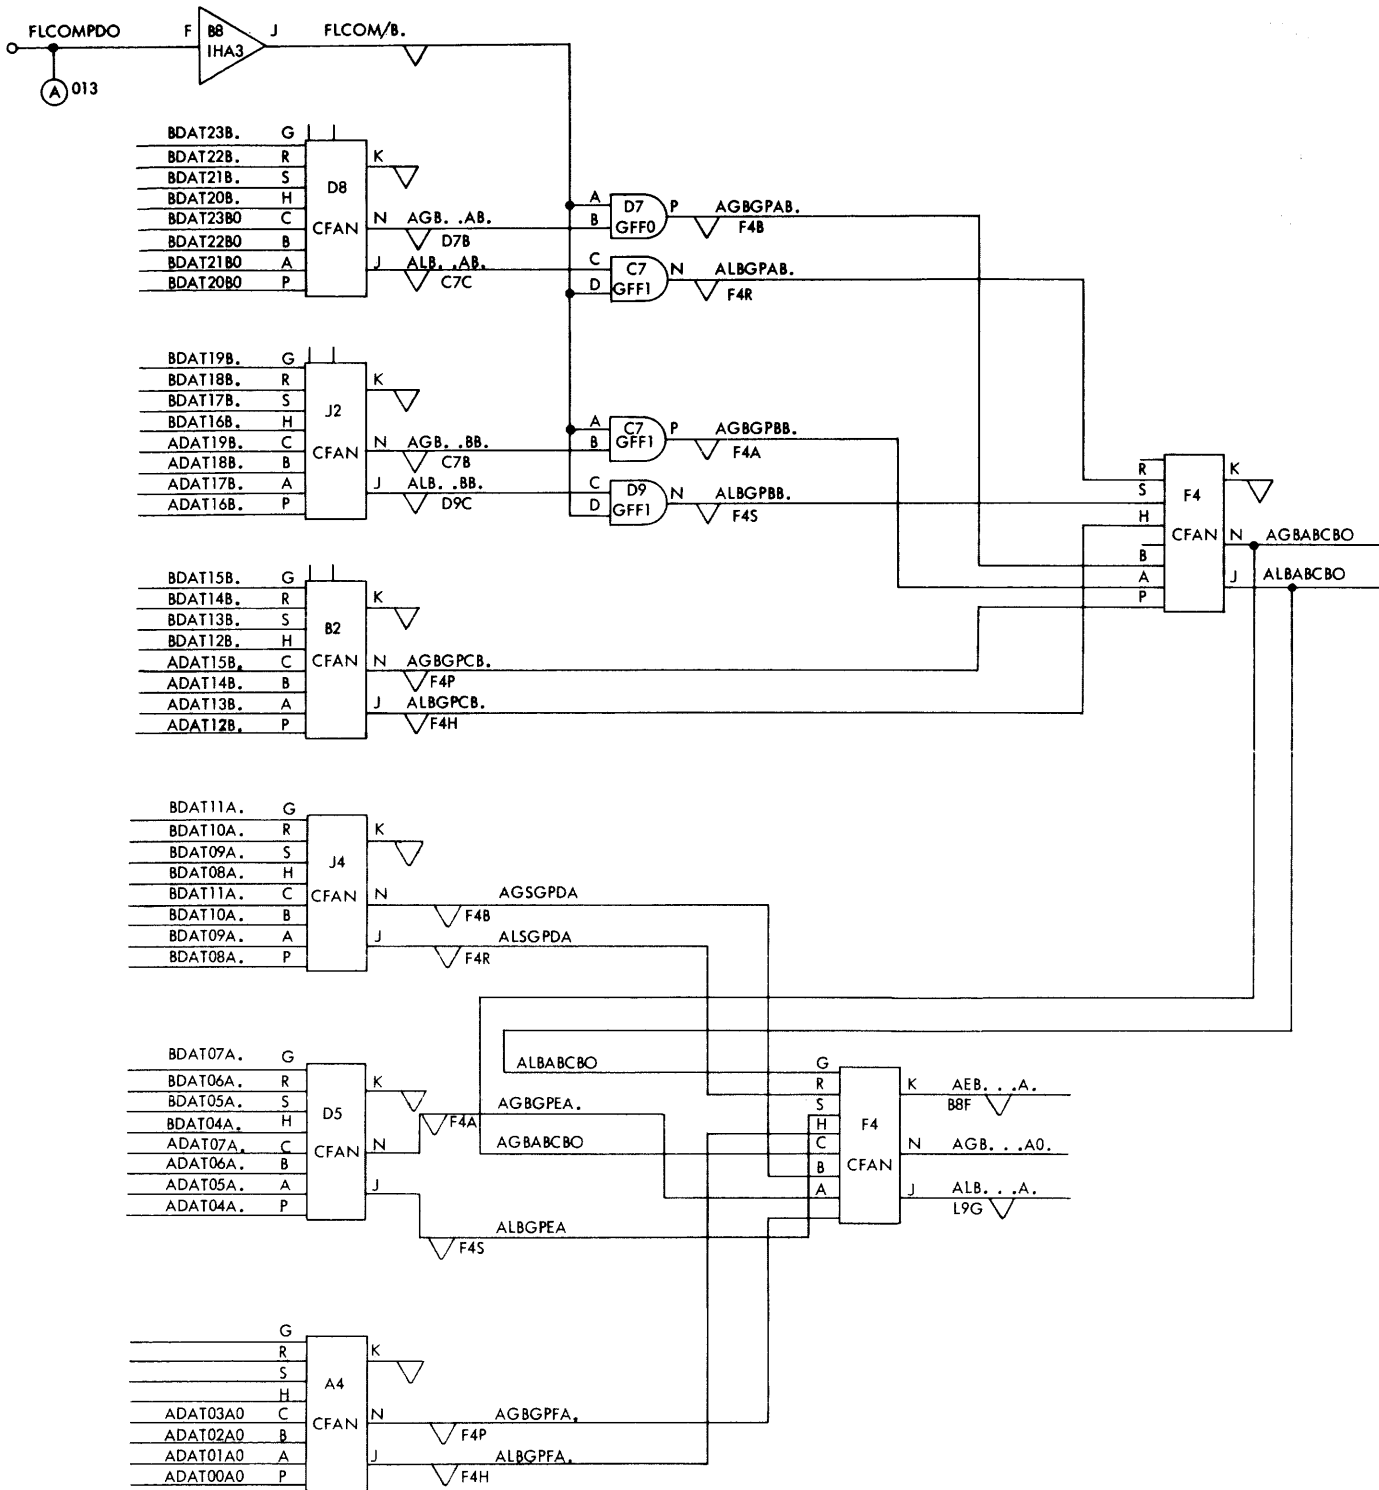 FLCOMPDO F B8 J FLCOM/B.
IHA3
A 013
BDAT23B. G
BDAT22B. R K
BDAT21B. S D8
BDAT20B. H A D7 P AGBGPAB.
BDAT23B0 C CFAN N AGB. .AB. B GFF0 F4B
BDAT22B0 B D7B
BDAT21B0 A J ALB. .AB. C C7 N ALBGPAB.
BDAT20B0 P C7C D GFF1 F4R
BDAT19B. G
BDAT18B. R K
BDAT17B. S J2
BDAT16B. H A C7 P AGBGPBB.
ADAT19B. C CFAN N AGB. .BB. B GFF1 F4A
ADAT18B. B C7B
ADAT17B. A J ALB. .BB. C D9 N ALBGPBB.
ADAT16B. P D9C D GFF1 F4S
R K
S F4
H CFAN N AGBABCBO
B
A J ALBABCBO
P
BDAT15B. G
BDAT14B. R K
BDAT13B. S B2
BDAT12B. H
ADAT15B. C CFAN N AGBGPCB.
ADAT14B. B F4P
ADAT13B. A J ALBGPCB.
ADAT12B. P F4H
BDAT11A. G
BDAT10A. R K
BDAT09A. S J4
BDAT08A. H
BDAT11A. C CFAN N AGSGPDA
BDAT10A. B F4B
BDAT09A. A J ALSGPDA
BDAT08A. P F4R
BDAT07A. G
BDAT06A. R K
BDAT05A. S D5
BDAT04A. H
ADAT07A. C CFAN N F4A AGBGPEA.
ADAT06A. B
ADAT05A. A J
ADAT04A. P F4S ALBGPEA
ALBABCBO G
R K AEB. . .A.
S B8F
H F4
AGBABCBO C N AGB. . .A0.
B CFAN
A J ALB. . .A.
L9G
G
R K
S
H A4
ADAT03A0 C CFAN N AGBGPFA.
ADAT02A0 B F4P
ADAT01A0 A J ALBGPFA.
ADAT00A0 P F4H